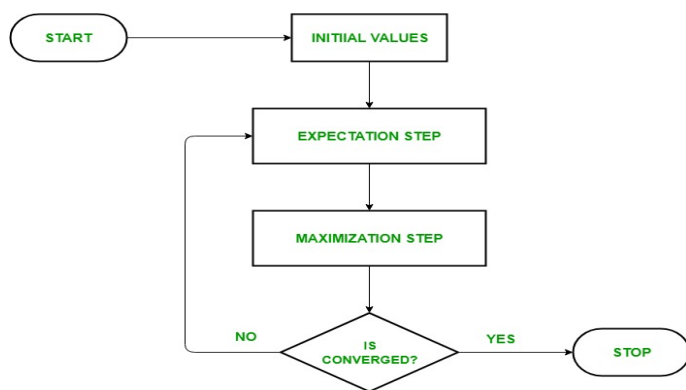 START
INITIIAL VALUES
EXPECTATION STEP
MAXIMIZATION STEP
IS
CONVERGED?
NO
YES
STOP